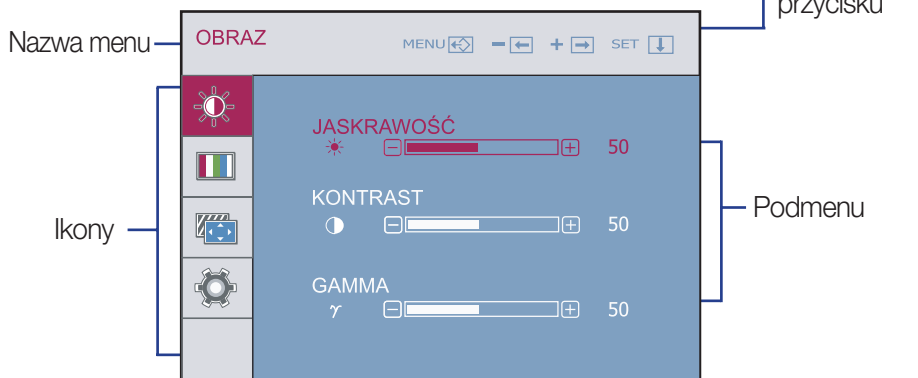 przycisku
Nazwa menu
OBRAZ MENU − + SET
JASKRAWOŚĆ
50
KONTRAST
50
Ikony
Podmenu
GAMMA
γ 50